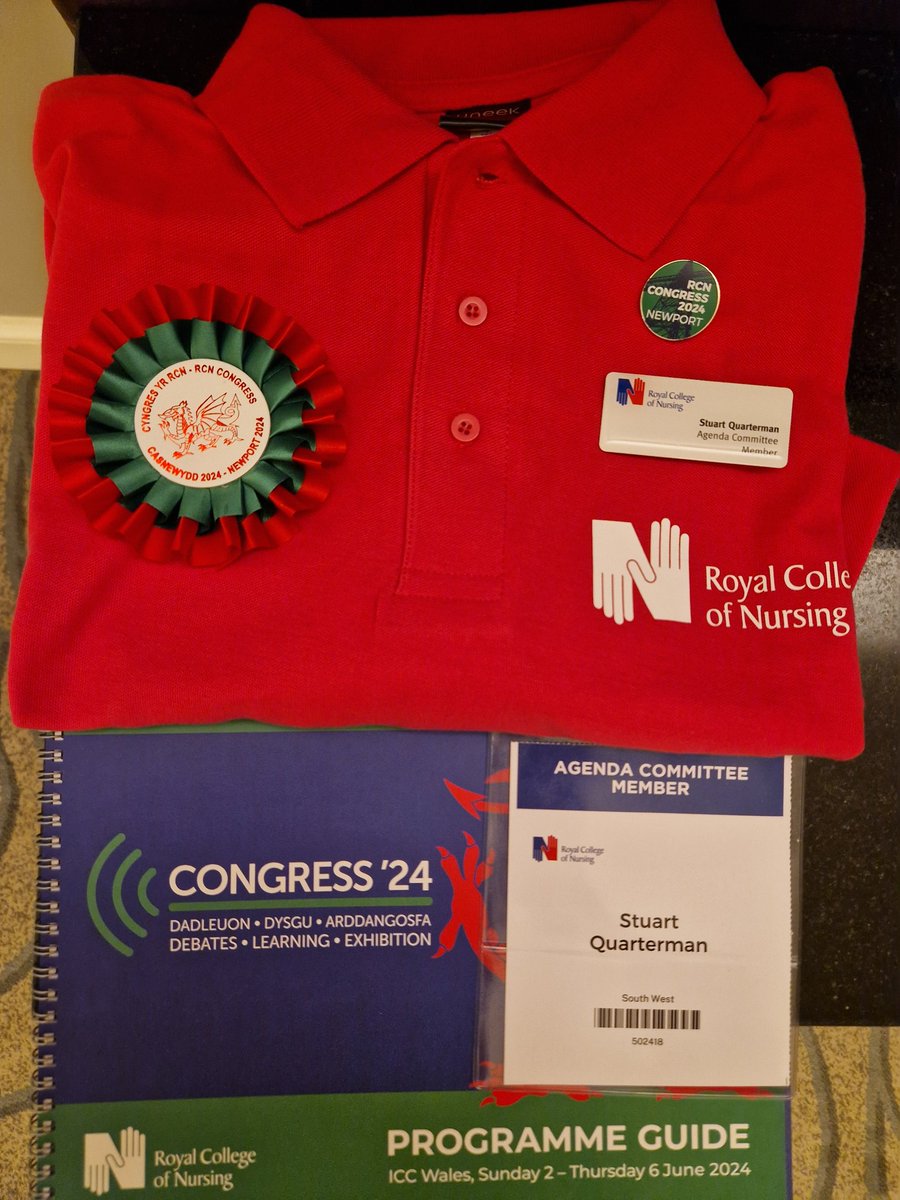 uneek
CYNGRES YR RCN - RCN CONGRESS
CASNEWYDD 2024 - NEWPORT 2024
RCN
CONGRESS
2024
NEWPORT
Royal College
of Nursing
Stuart Quarterman
Agenda Committee
Member
Royal Colle
of Nursing
CONGRESS '24
DADLEUON • DYSGU • ARDDANGOSFA
DEBATES • LEARNING • EXHIBITION
AGENDA COMMITTEE
MEMBER
Royal College
of Nursing
Stuart
Quarterman
South West
502418
Royal College
of Nursing
PROGRAMME GUIDE
ICC Wales, Sunday 2 – Thursday 6 June 2024